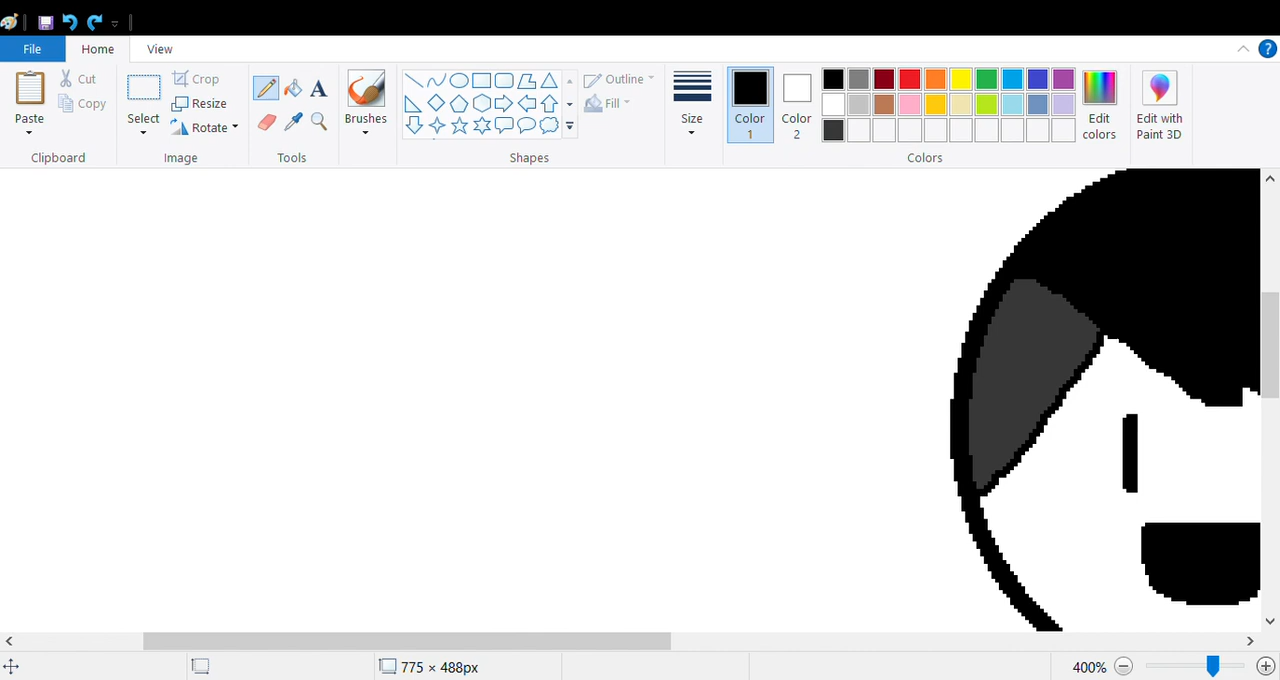 File Home View ?
Cut
Crop
Outline
Copy
Resize
Fill
Paste Select Rotate Brushes Size Color 1 Color 2 Edit colors Edit with Paint 3D
A
Clipboard Image Tools Shapes Colors
775 × 488px 400%